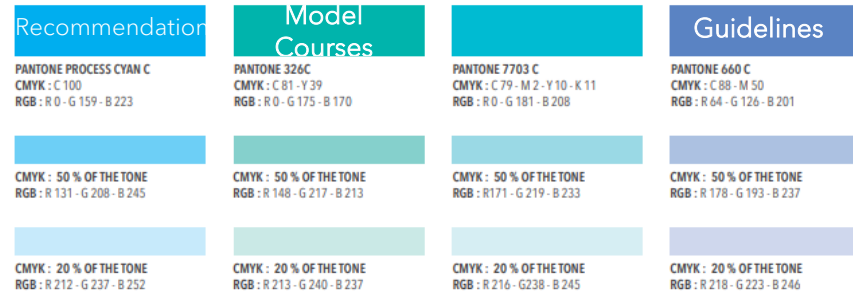 Recommendation
Model
Courses
Guidelines
PANTONE PROCESS CYAN C
CMYK : C 100
RGB : R 0 - G 159 - B 223
PANTONE 326C
CMYK : C 81 - Y 39
RGB : R 0 - G 175 - B 170
PANTONE 7703 C
CMYK : C 79 - M 2 - Y 10 - K 11
RGB : R 0 - G 181 - B 208
PANTONE 660 C
CMYK : C 88 - M 50
RGB : R 64 - G 126 - B 201
CMYK : 50 % OF THE TONE
RGB : R 131 - G 208 - B 245
CMYK : 50 % OF THE TONE
RGB : R 148 - G 217 - B 213
CMYK : 50 % OF THE TONE
RGB : R171 - G 219 - B 233
CMYK : 50 % OF THE TONE
RGB : R 178 - G 193 - B 237
CMYK : 20 % OF THE TONE
RGB : R 212 - G 237 - B 252
CMYK : 20 % OF THE TONE
RGB : R 213 - G 240 - B 237
CMYK : 20 % OF THE TONE
RGB : R 216 - G238 - B 245
CMYK : 20 % OF THE TONE
RGB : R 218 - G 223 - B 246